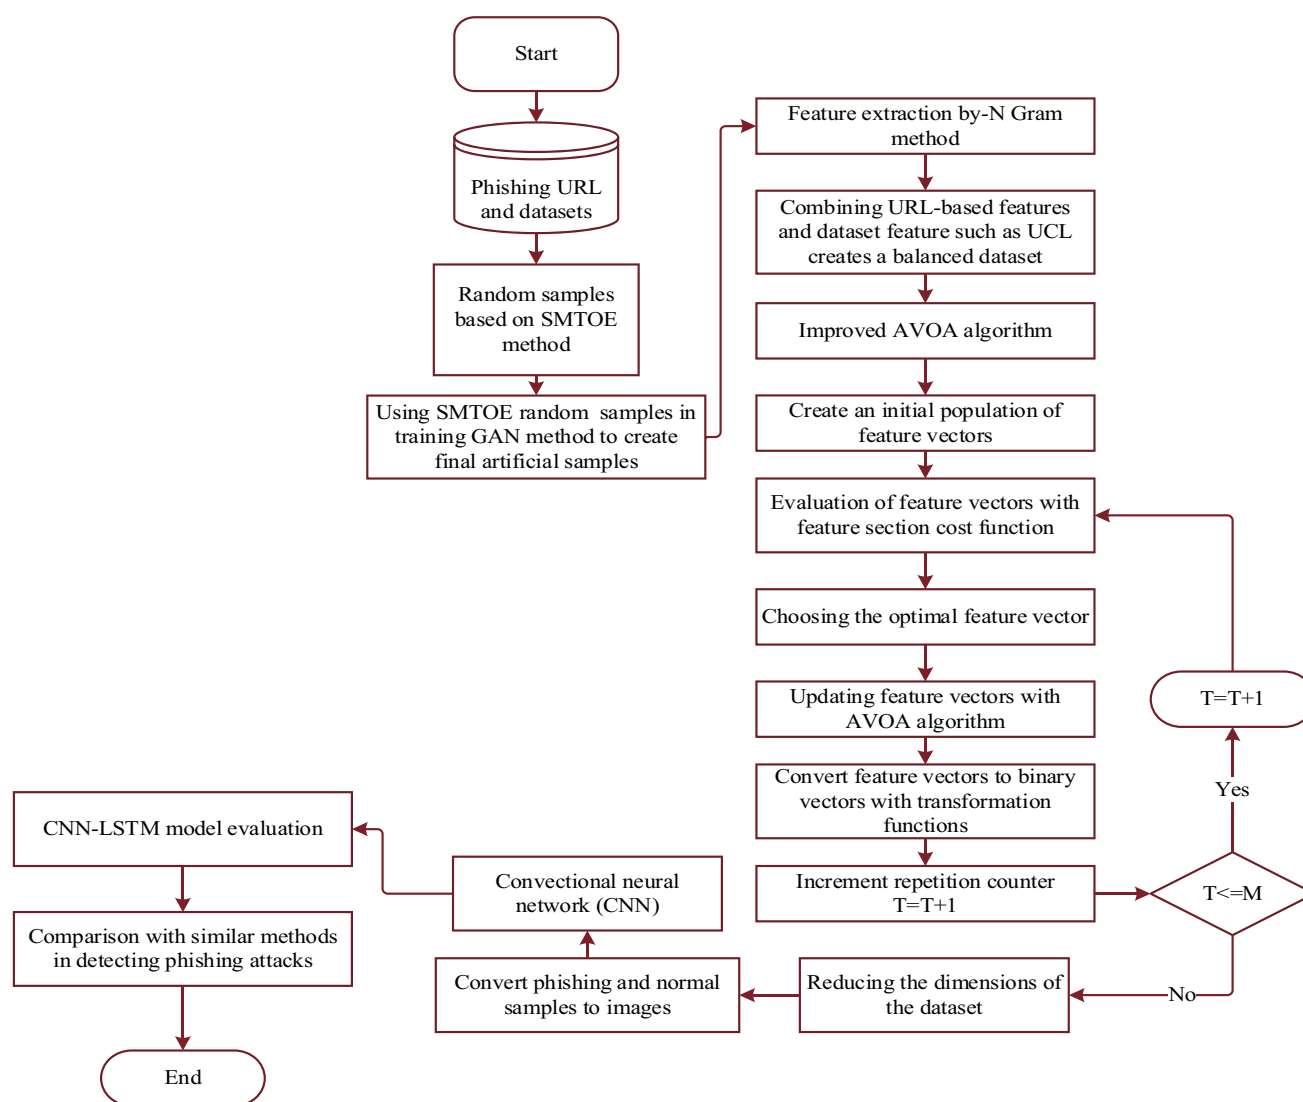 Start
Phishing URL
and datasets
Random samples
based on SMTOE
method
Using SMTOE random samples in
training GAN method to create
final artificial samples
Feature extraction by-N Gram
method
Combining URL-based features
and dataset feature such as UCL
creates a balanced dataset
Improved AVOA algorithm
Create an initial population of
feature vectors
Evaluation of feature vectors with
feature section cost function
Choosing the optimal feature vector
Updating feature vectors with
AVOA algorithm
Convert feature vectors to binary
vectors with transformation
functions
Increment repetition counter
T=T+1
T<=M
Yes
T=T+1
No
Reducing the dimensions of
the dataset
Convert phishing and normal
samples to images
Convectional neural
network (CNN)
CNN-LSTM model evaluation
Comparison with similar methods
in detecting phishing attacks
End